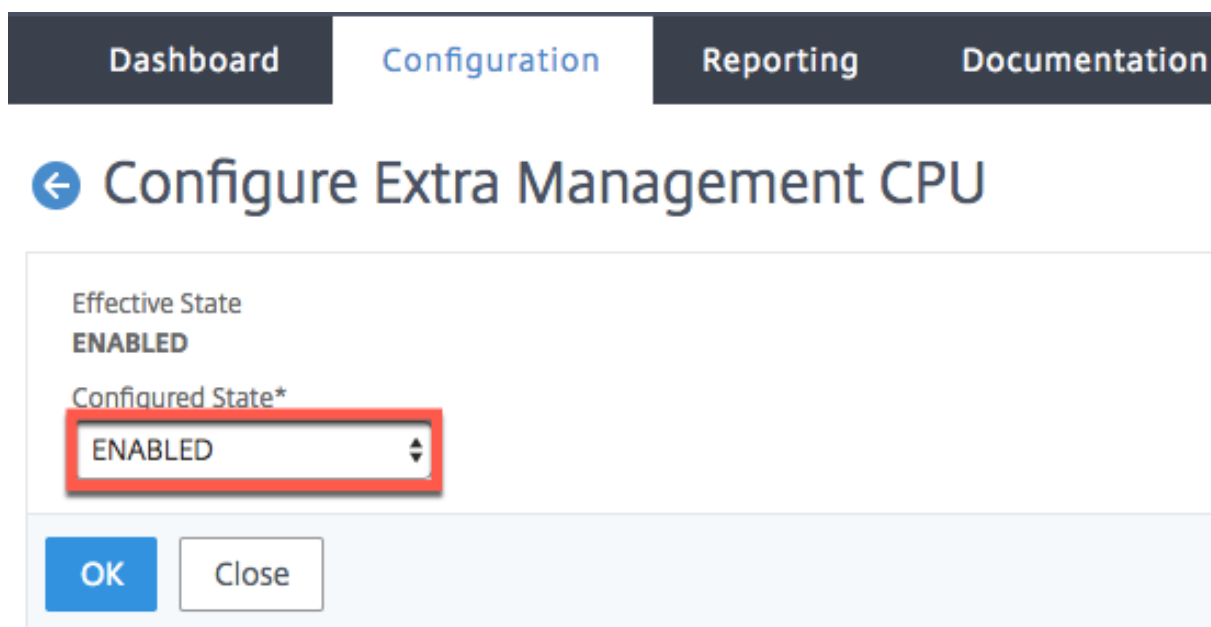 Dashboard Configuration Reporting Documentation
Configure Extra Management CPU
Effective State
ENABLED
Configured State*
ENABLED
OK Close